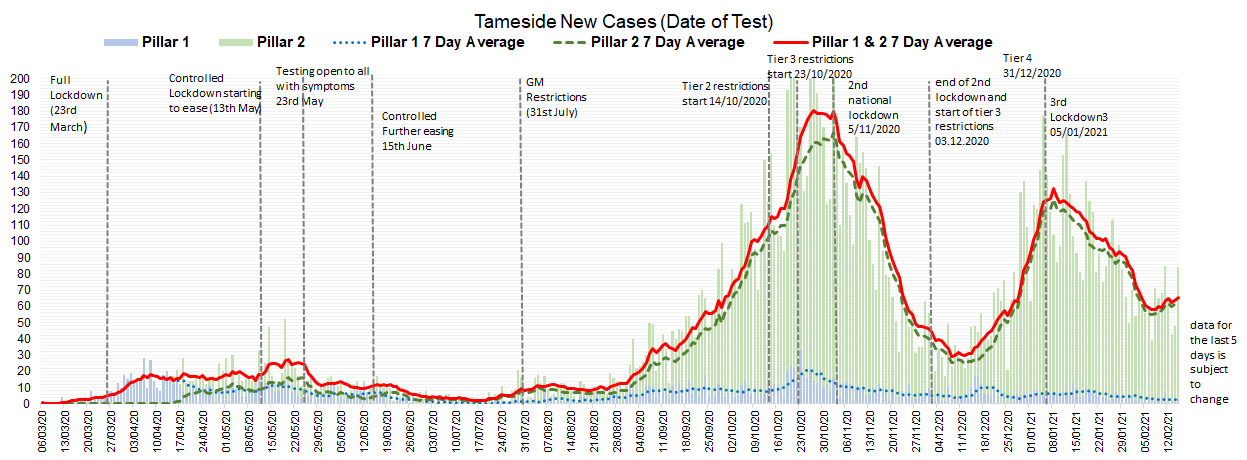 Tameside New Cases (Date of Test)
Pillar 1 Pillar 2 Pillar 1 7 Day Average Pillar 2 7 Day Average Pillar 1 & 2 7 Day Average
200
190
180
170
160
150
140
130
120
110
100
90
80
70
60
50
40
30
20
10
0
Full
Lockdown
(23rd
March)
Controlled
Lockdown starting
to ease (13th May)
Testing open to all
with symptoms
23rd May
Controlled
Further easing
15th June
GM
Restrictions
(31st July)
Tier 2 restrictions
start 14/10/2020
Tier 3 restrictions
start 23/10/2020
2nd
national
lockdown
5/11/2020
end of 2nd
lockdown and
start of tier 3
restrictions
03.12.2020
Tier 4
31/12/2020
3rd
Lockdown3
05/01/2021
data for
the last 5
days is
subject
to
change
06/03/20
13/03/20
20/03/20
27/03/20
03/04/20
10/04/20
17/04/20
24/04/20
01/05/20
08/05/20
15/05/20
22/05/20
29/05/20
05/06/20
12/06/20
19/06/20
26/06/20
03/07/20
10/07/20
17/07/20
24/07/20
31/07/20
07/08/20
14/08/20
21/08/20
28/08/20
04/09/20
11/09/20
18/09/20
25/09/20
02/10/20
09/10/20
16/10/20
23/10/20
30/10/20
06/11/20
13/11/20
20/11/20
27/11/20
04/12/20
11/12/20
18/12/20
25/12/20
01/01/21
08/01/21
15/01/21
22/01/21
29/01/21
05/02/21
12/02/21